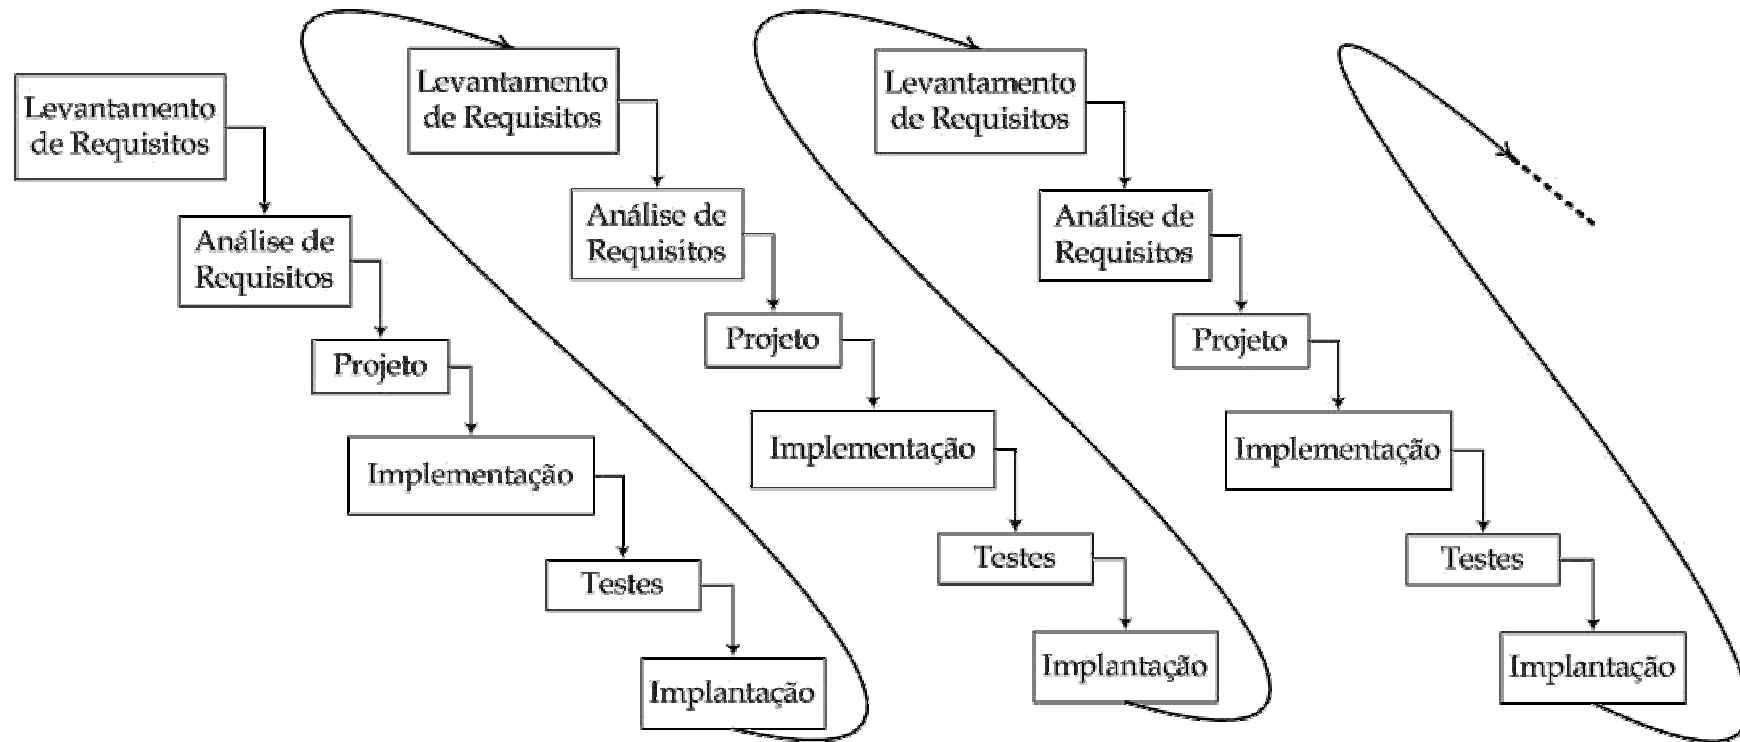 Levantamento
de Requisitos
Análise de
Requisitos
Projeto
Implementação
Testes
Implantação
Levantamento
de Requisitos
Análise de
Requisitos
Projeto
Implementação
Testes
Implantação
Levantamento
de Requisitos
Análise de
Requisitos
Projeto
Implementação
Testes
Implantação